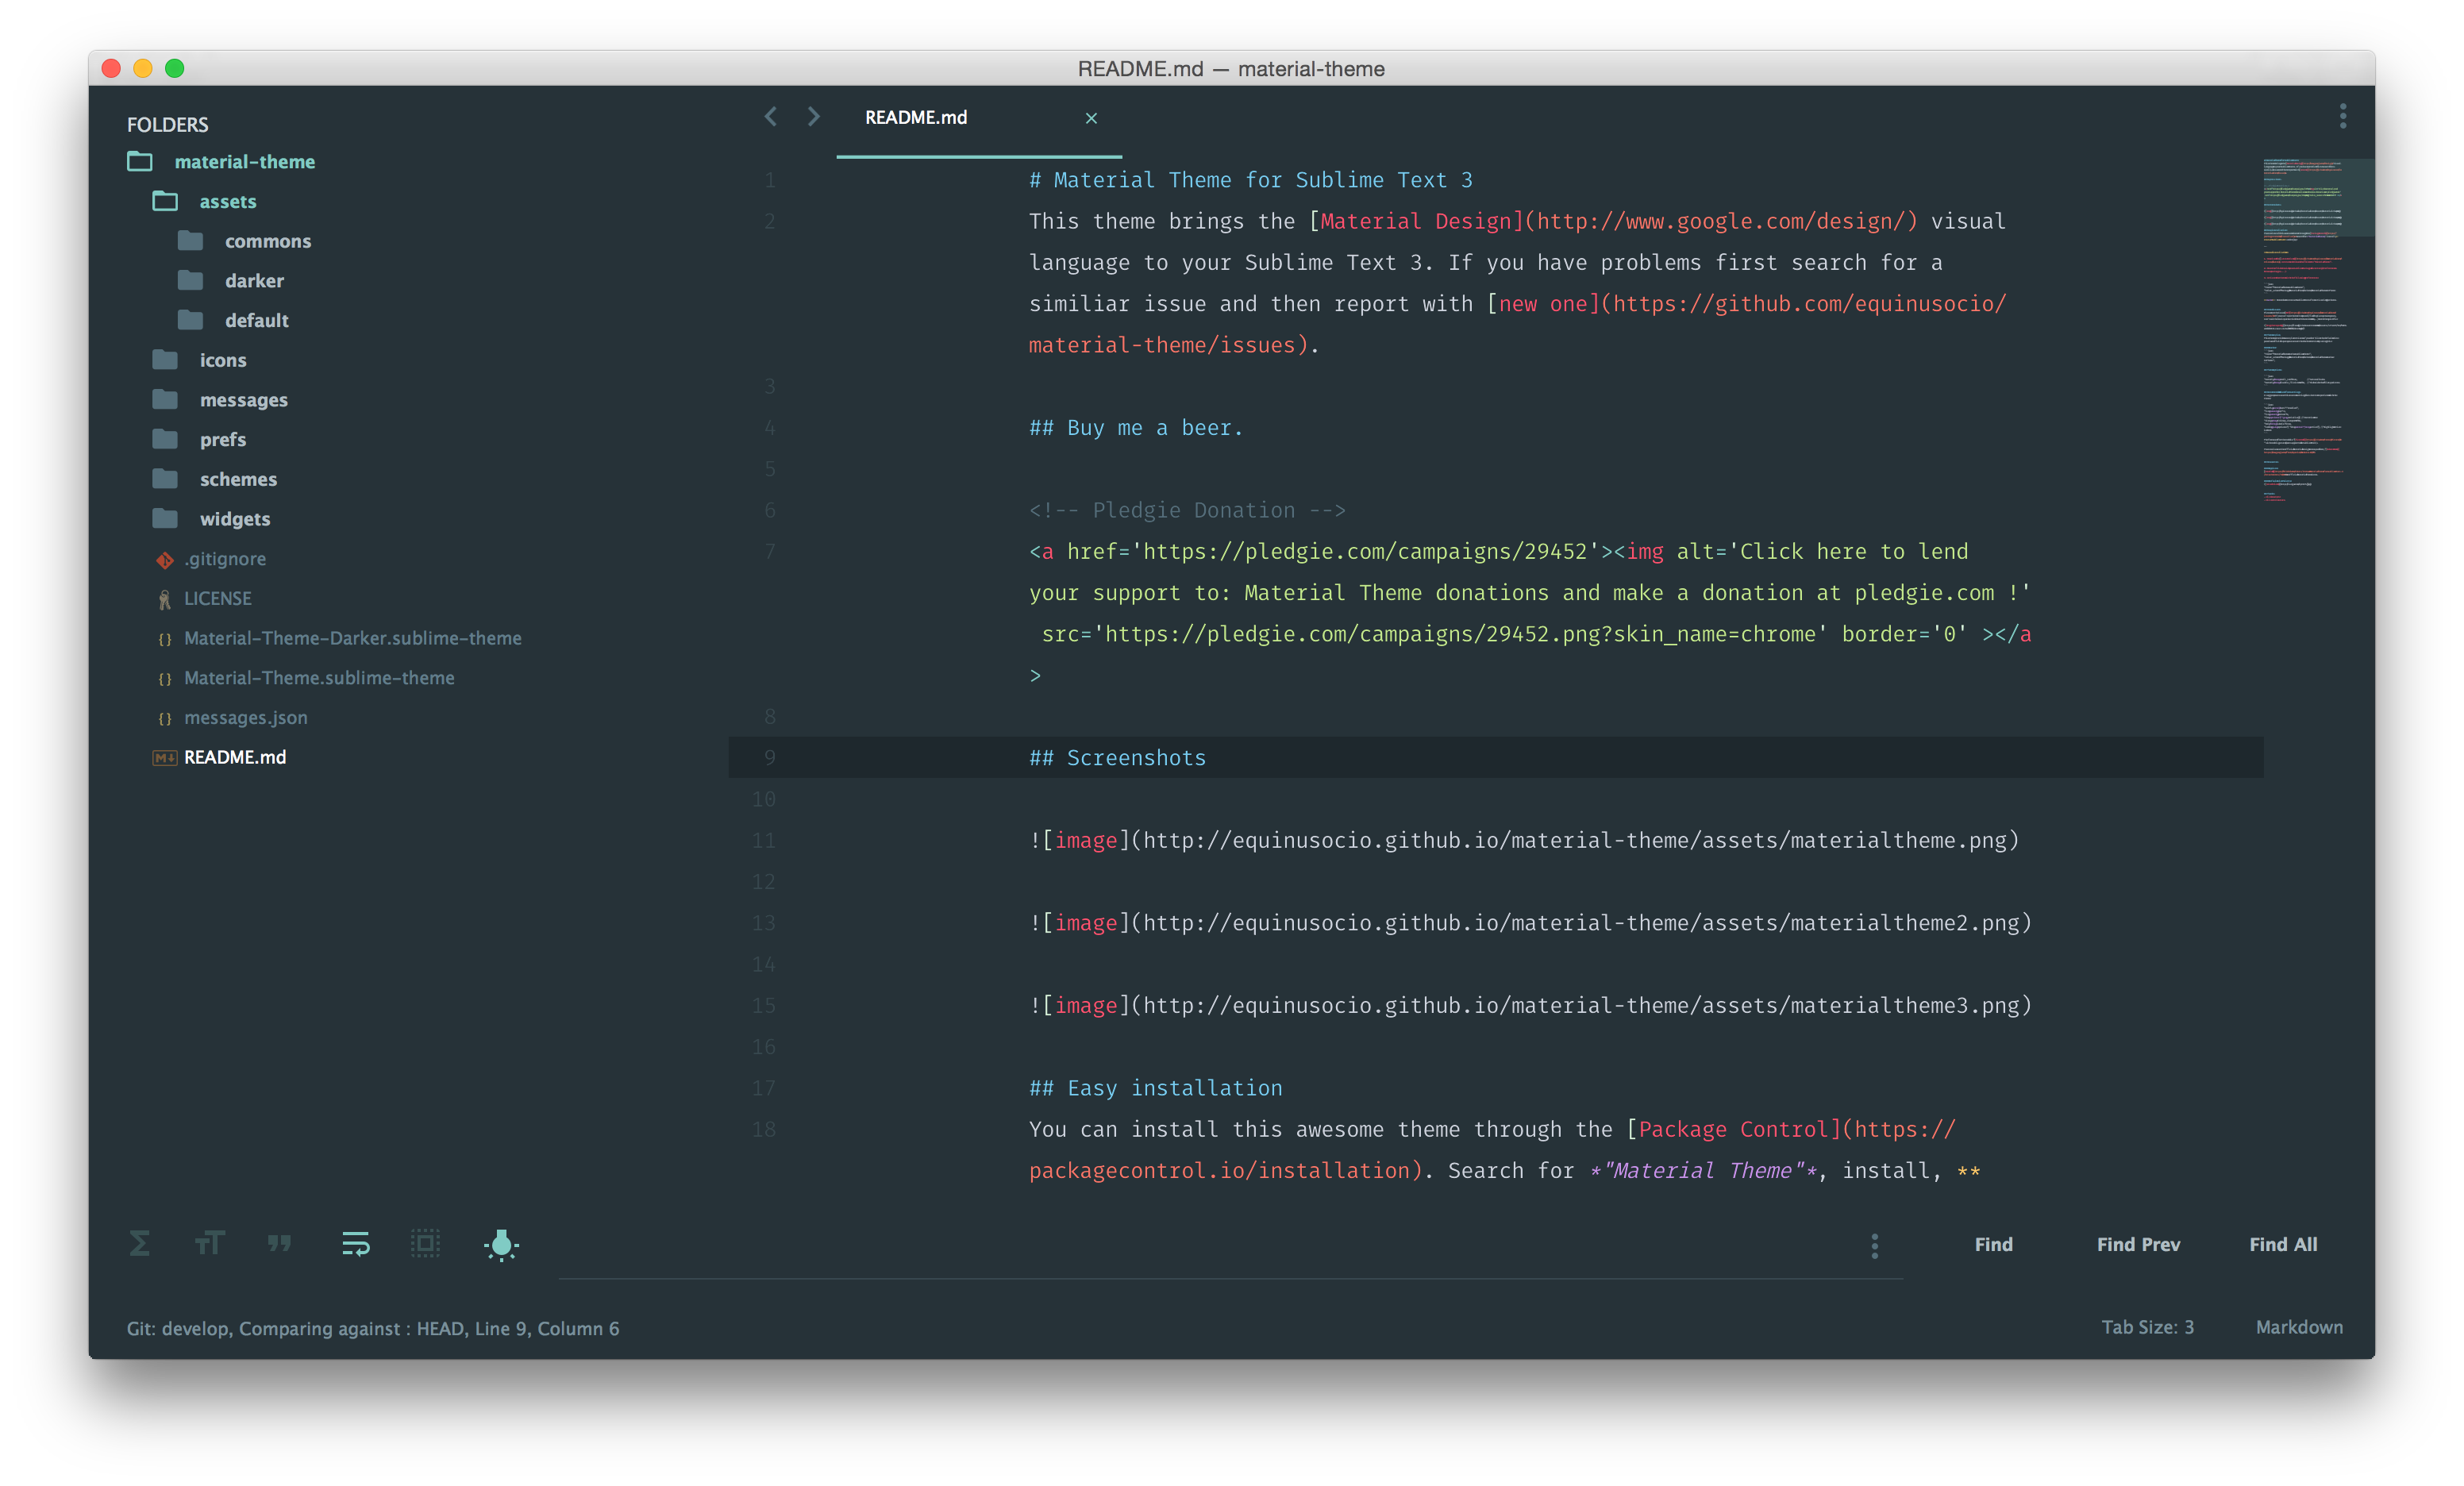 README.md — material-theme
FOLDERS
material-theme
assets
commons
darker
default
icons
messages
prefs
schemes
widgets
.gitignore
LICENSE
{} Material-Theme-Darker.sublime-theme
{} Material-Theme.sublime-theme
{} messages.json
M↓ README.md
README.md ×
1 # Material Theme for Sublime Text 3
2 This theme brings the [Material Design](http://www.google.com/design/) visual
language to your Sublime Text 3. If you have problems first search for a
similiar issue and then report with [new one](https://github.com/equinusocio/
material-theme/issues).
3
4 ## Buy me a beer.
5
6 <!-- Pledgie Donation -->
7 <a href='https://pledgie.com/campaigns/29452'><img alt='Click here to lend
your support to: Material Theme donations and make a donation at pledgie.com !'
src='https://pledgie.com/campaigns/29452.png?skin_name=chrome' border='0' ></a
>
8
9 ## Screenshots
10
11 ![image](http://equinusocio.github.io/material-theme/assets/materialtheme.png)
12
13 ![image](http://equinusocio.github.io/material-theme/assets/materialtheme2.png)
14
15 ![image](http://equinusocio.github.io/material-theme/assets/materialtheme3.png)
16
17 ## Easy installation
18 You can install this awesome theme through the [Package Control](https://
packagecontrol.io/installation). Search for *"Material Theme"*, install, **
Find Find Prev Find All
Git: develop, Comparing against : HEAD, Line 9, Column 6
Tab Size: 3 Markdown